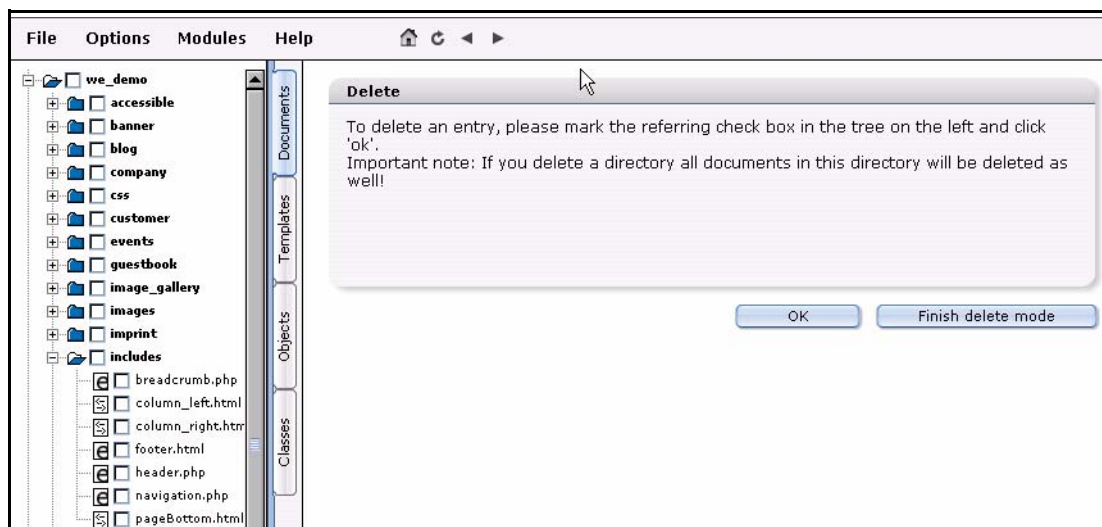 File Options Modules Help
we_demo
accessible
banner
blog
company
css
customer
events
guestbook
image_gallery
images
imprint
includes
breadcrumb.php
column_left.html
column_right.htm
footer.html
header.php
navigation.php
pageBottom.html
Documents
Templates
Objects
Classes
Delete
To delete an entry, please mark the referring check box in the tree on the left and click
'ok'.
Important note: If you delete a directory all documents in this directory will be deleted as
well!
OK
Finish delete mode